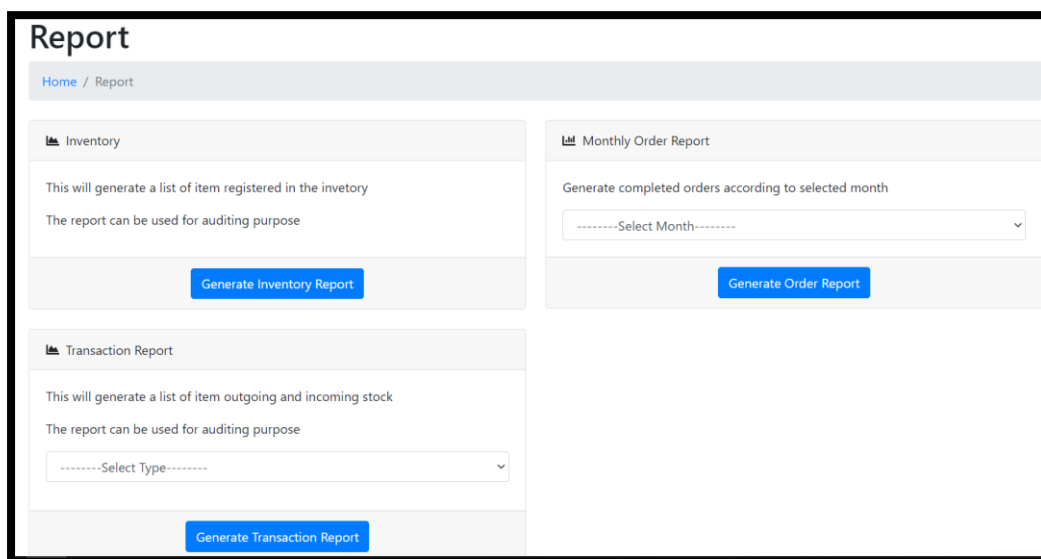 Report
Home / Report
Inventory
This will generate a list of item registered in the invetory
The report can be used for auditing purpose
Generate Inventory Report
Monthly Order Report
Generate completed orders according to selected month
--------Select Month--------
Generate Order Report
Transaction Report
This will generate a list of item outgoing and incoming stock
The report can be used for auditing purpose
--------Select Type--------
Generate Transaction Report